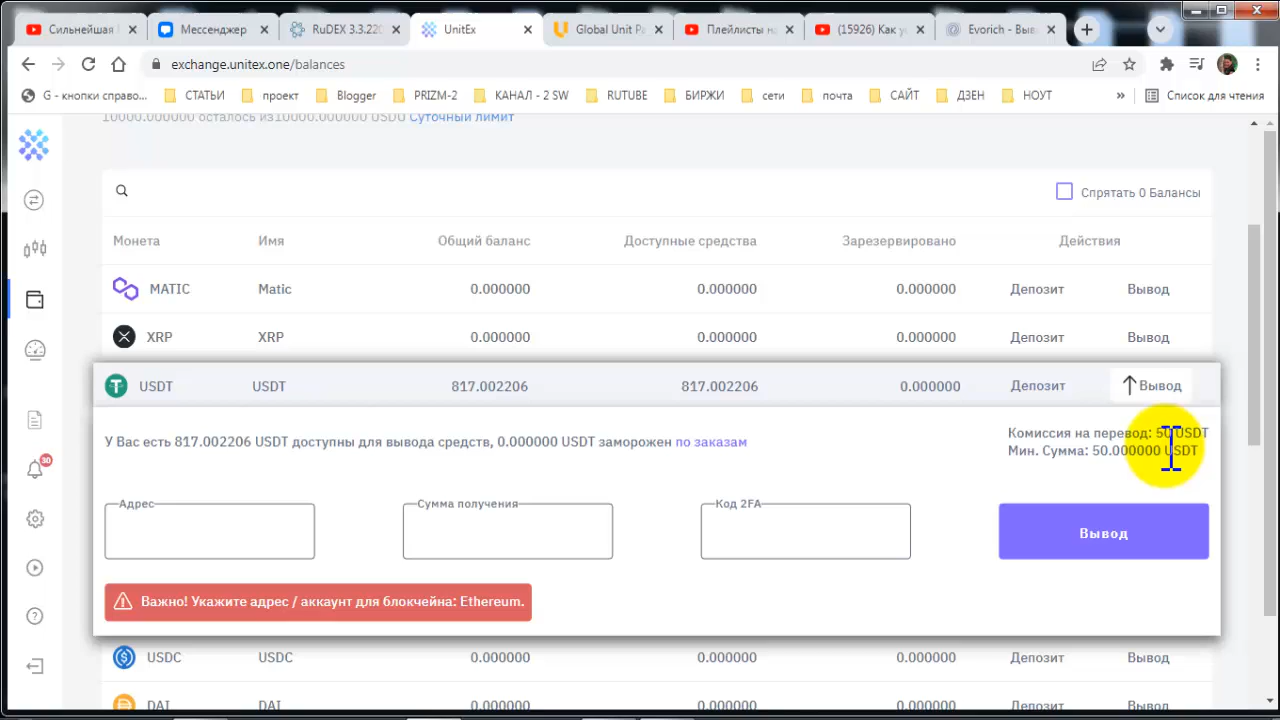 Сильнейшая
Мессенджер
RuDEX 3.3.220
UnitEx
Global Unit Pa
Плейлисты на
(15926) Как у
Evorich - Выв
exchange.unitex.one/balances
G - кнопки справо...
СТАТЬИ
проект
Blogger
PRIZM-2
КАНАЛ - 2 SW
RUTUBE
БИРЖИ
сети
почта
САЙТ
ДЗЕН
НОУТ
»
Список для чтения
10000.000000 осталось из10000.000000 USDU Суточный лимит
Спрятать 0 Балансы
Монета Имя Общий баланс Доступные средства Зарезервировано Действия
MATIC Matic 0.000000 0.000000 0.000000 Депозит Вывод
XRP XRP 0.000000 0.000000 0.000000 Депозит Вывод
USDT USDT 817.002206 817.002206 0.000000 Депозит Вывод
У Вас есть 817.002206 USDT доступны для вывода средств, 0.000000 USDT заморожен по заказам
Комиссия на перевод: 50 USDT
Мин. Сумма: 50.000000 USDT
Адрес
Сумма получения
Код 2FA
Вывод
30
Важно! Укажите адрес / аккаунт для блокчейна: Ethereum.
USDC USDC 0.000000 0.000000 0.000000 Депозит Вывод
DAI DAI 0.000000 0.000000 0.000000 Депозит Вывод